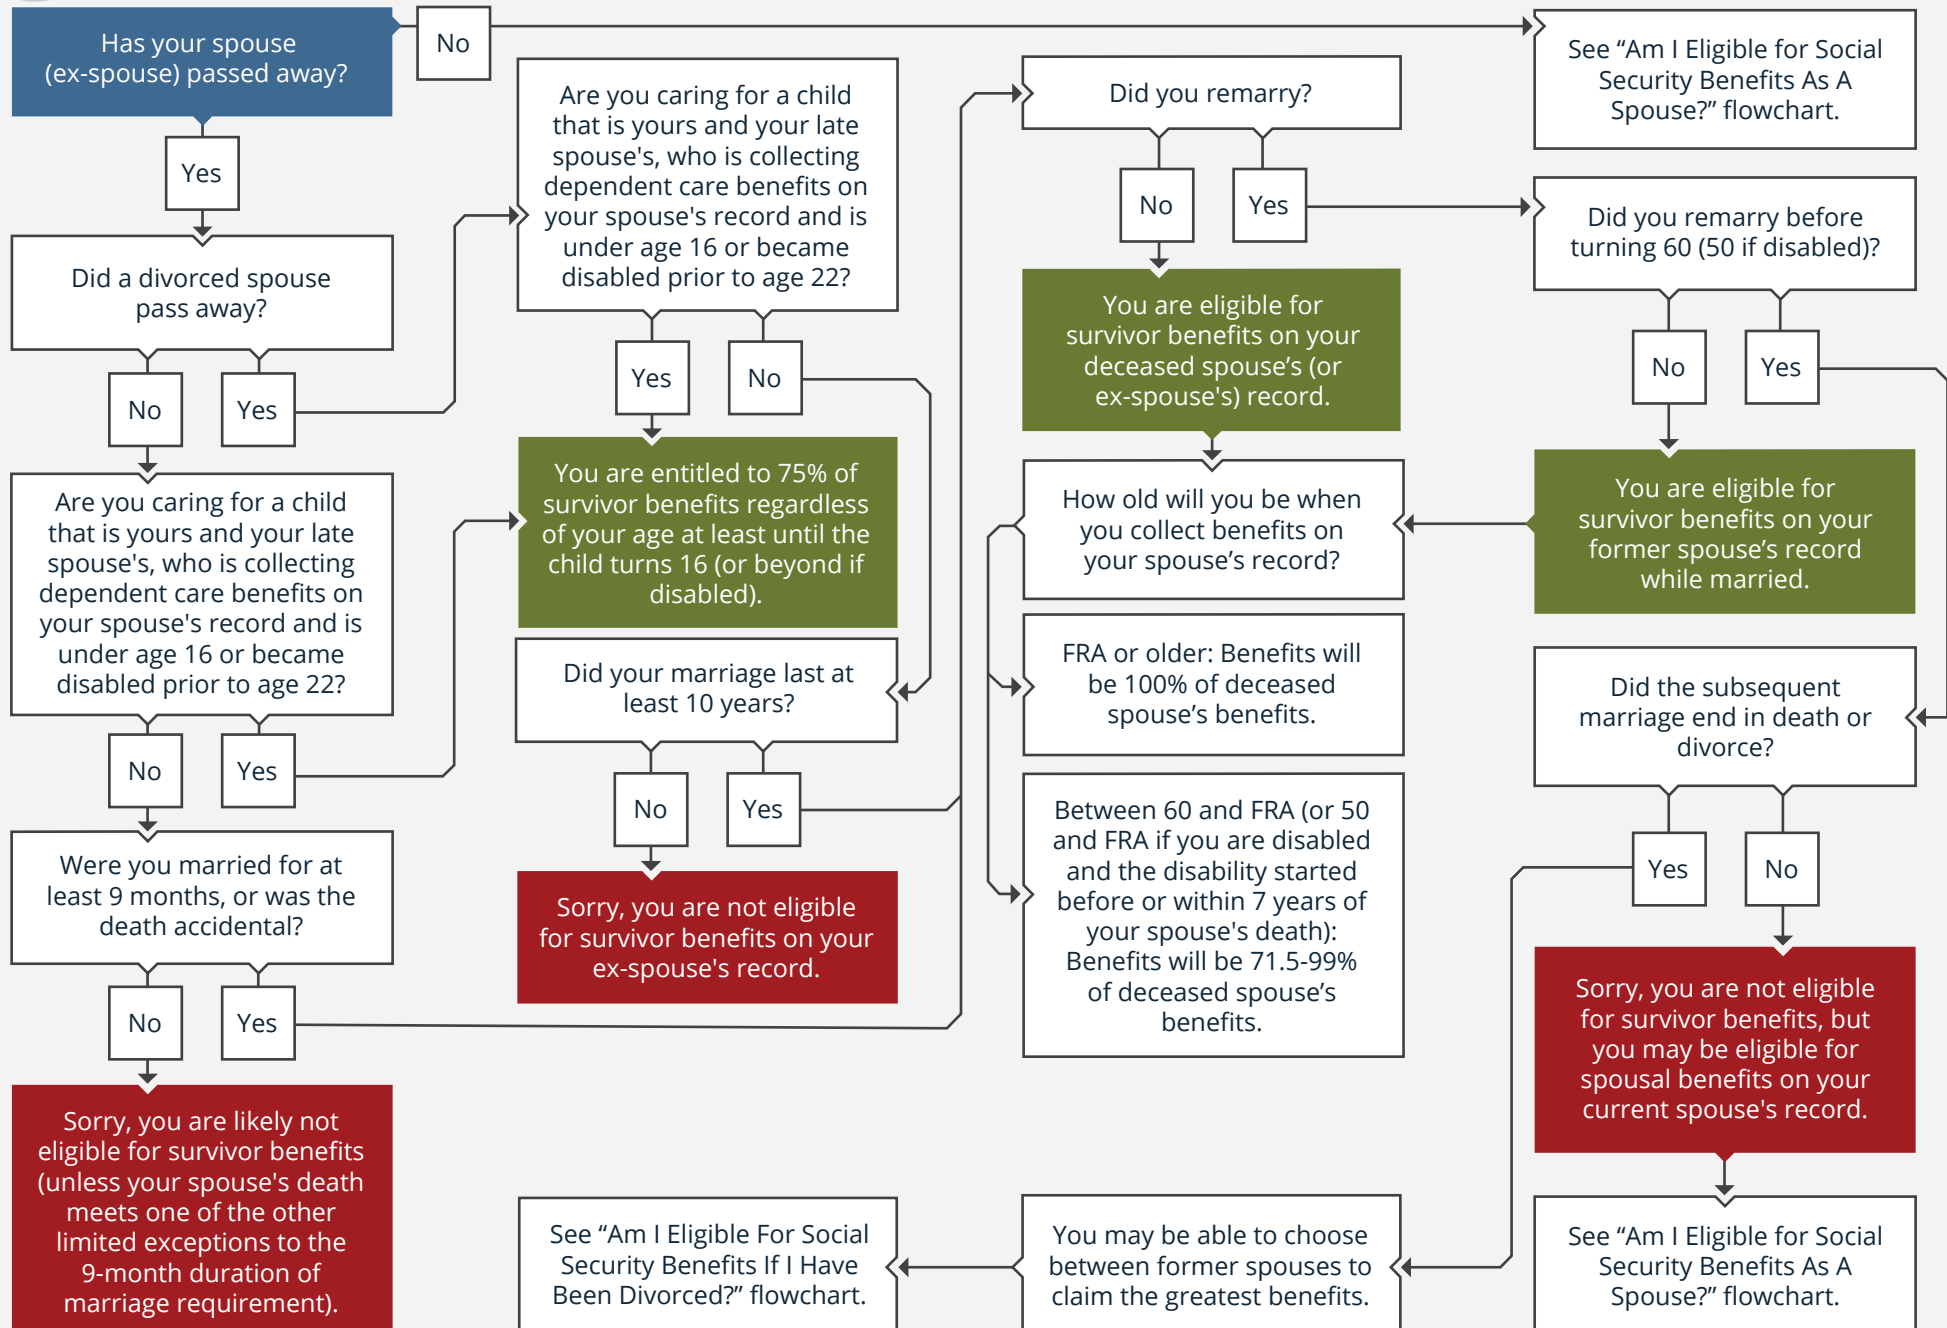 Has your spouse
(ex-spouse) passed away?
No
Yes
Did a divorced spouse
pass away?
No
Yes
Are you caring for a child
that is yours and your late
spouse's, who is collecting
dependent care benefits on
your spouse's record and is
under age 16 or became
disabled prior to age 22?
No
Yes
Were you married for at
least 9 months, or was the
death accidental?
No
Yes
Sorry, you are likely not
eligible for survivor benefits
(unless your spouse's death
meets one of the other
limited exceptions to the
9-month duration of
marriage requirement).
Are you caring for a child
that is yours and your late
spouse's, who is collecting
dependent care benefits on
your spouse's record and is
under age 16 or became
disabled prior to age 22?
Yes
No
You are entitled to 75% of
survivor benefits regardless
of your age at least until the
child turns 16 (or beyond if
disabled).
Did your marriage last at
least 10 years?
No
Yes
Sorry, you are not eligible
for survivor benefits on your
ex-spouse's record.
See “Am I Eligible For Social
Security Benefits If I Have
Been Divorced?” flowchart.
Did you remarry?
No
Yes
You are eligible for
survivor benefits on your
deceased spouse’s (or
ex-spouse's) record.
How old will you be when
you collect benefits on
your spouse’s record?
FRA or older: Benefits will
be 100% of deceased
spouse’s benefits.
Between 60 and FRA (or 50
and FRA if you are disabled
and the disability started
before or within 7 years of
your spouse's death):
Benefits will be 71.5-99%
of deceased spouse’s
benefits.
You may be able to choose
between former spouses to
claim the greatest benefits.
See “Am I Eligible for Social
Security Benefits As A
Spouse?” flowchart.
Did you remarry before
turning 60 (50 if disabled)?
No
Yes
You are eligible for
survivor benefits on your
former spouse’s record
while married.
Did the subsequent
marriage end in death or
divorce?
Yes
No
Sorry, you are not eligible
for survivor benefits, but
you may be eligible for
spousal benefits on your
current spouse's record.
See “Am I Eligible for Social
Security Benefits As A
Spouse?” flowchart.